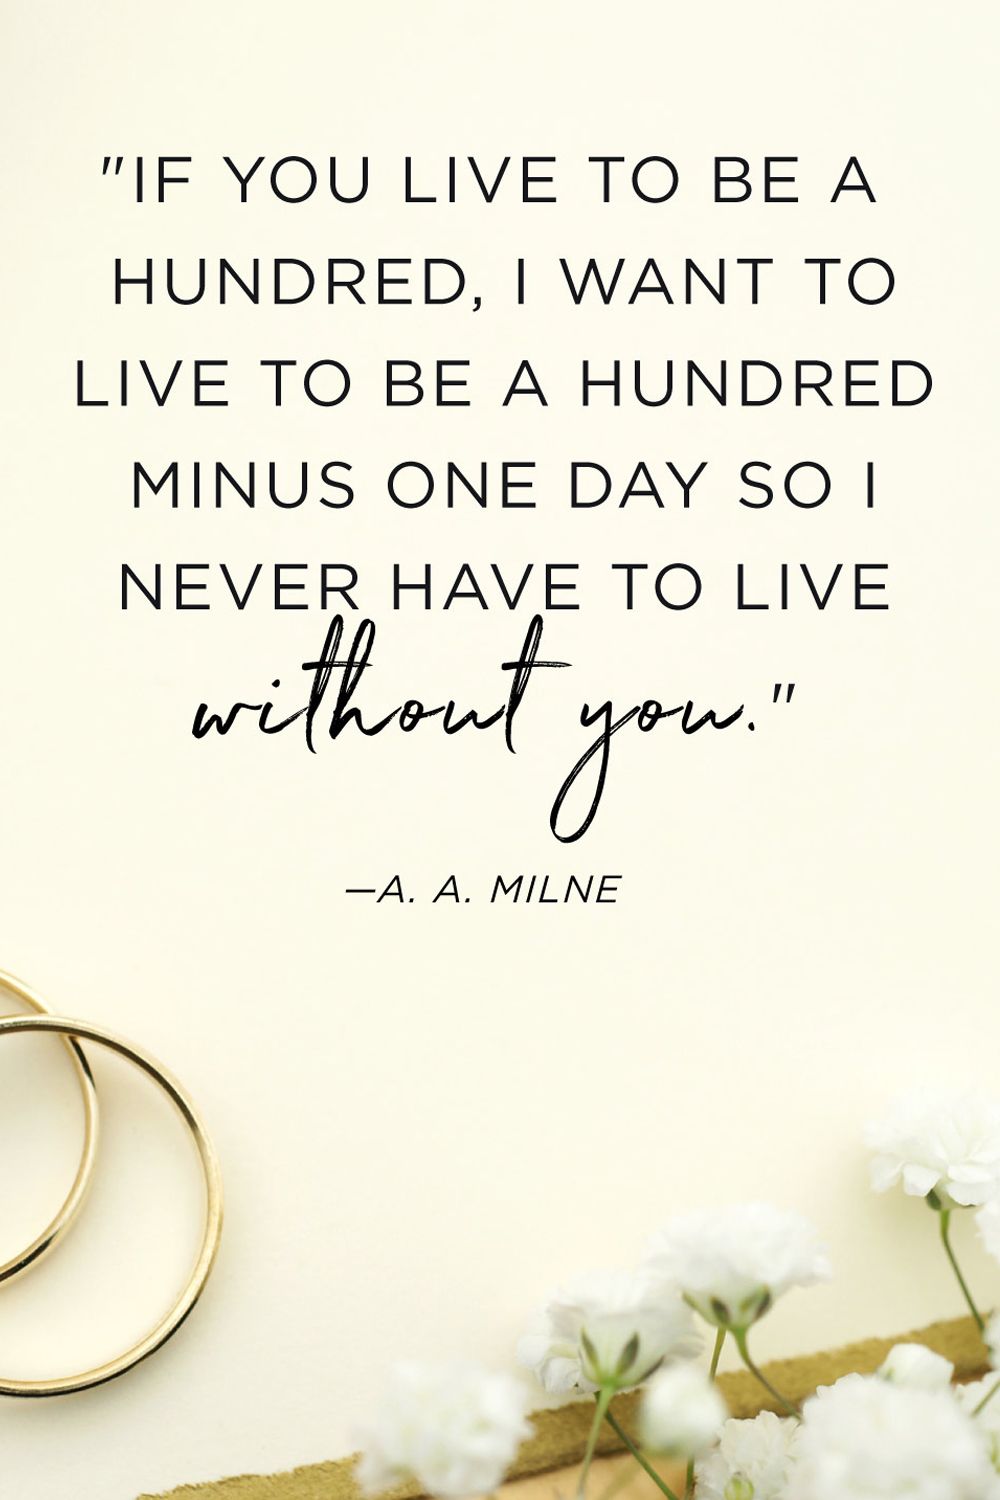 "IF YOU LIVE TO BE A
HUNDRED, I WANT TO
LIVE TO BE A HUNDRED
MINUS ONE DAY SO I
NEVER HAVE TO LIVE
without you."
—A. A. MILNE